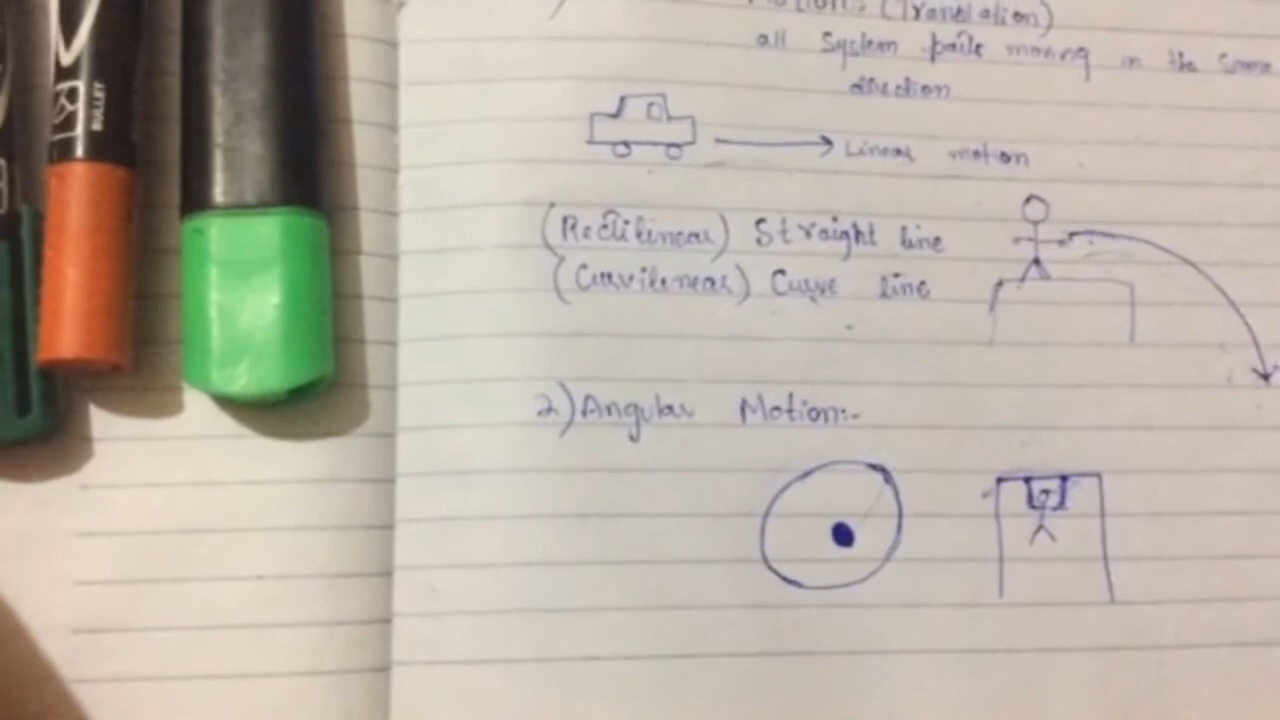 (Translation)
all System parts moving in the same
direction
Linear motion
(Rectilinear) Straight line
(Curvilenear) Curve line
2) Angular Motion:-
BULLET